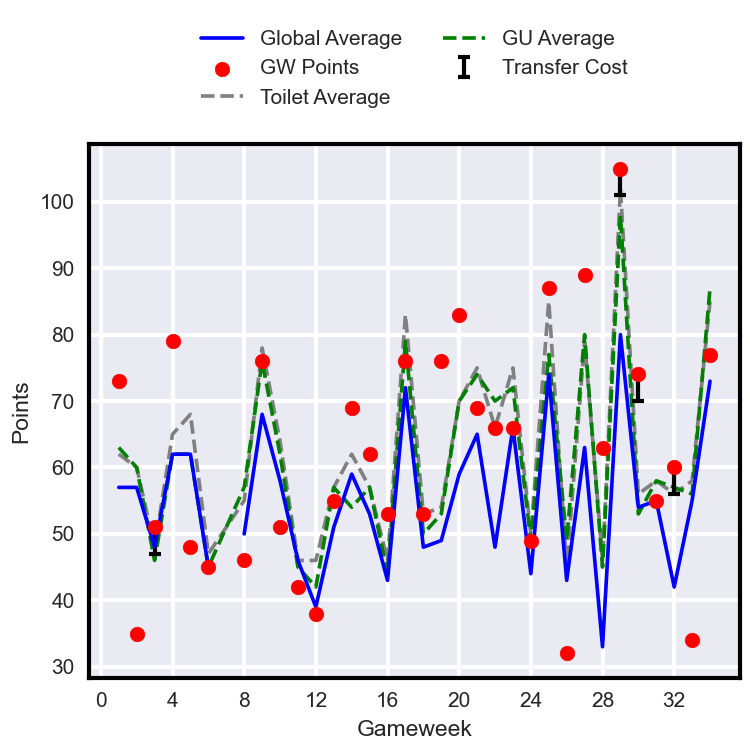 Global Average
GW Points
Toilet Average
GU Average
Transfer Cost
Points
100
90
80
70
60
50
40
30
0 4 8 12 16 20 24 28 32
Gameweek